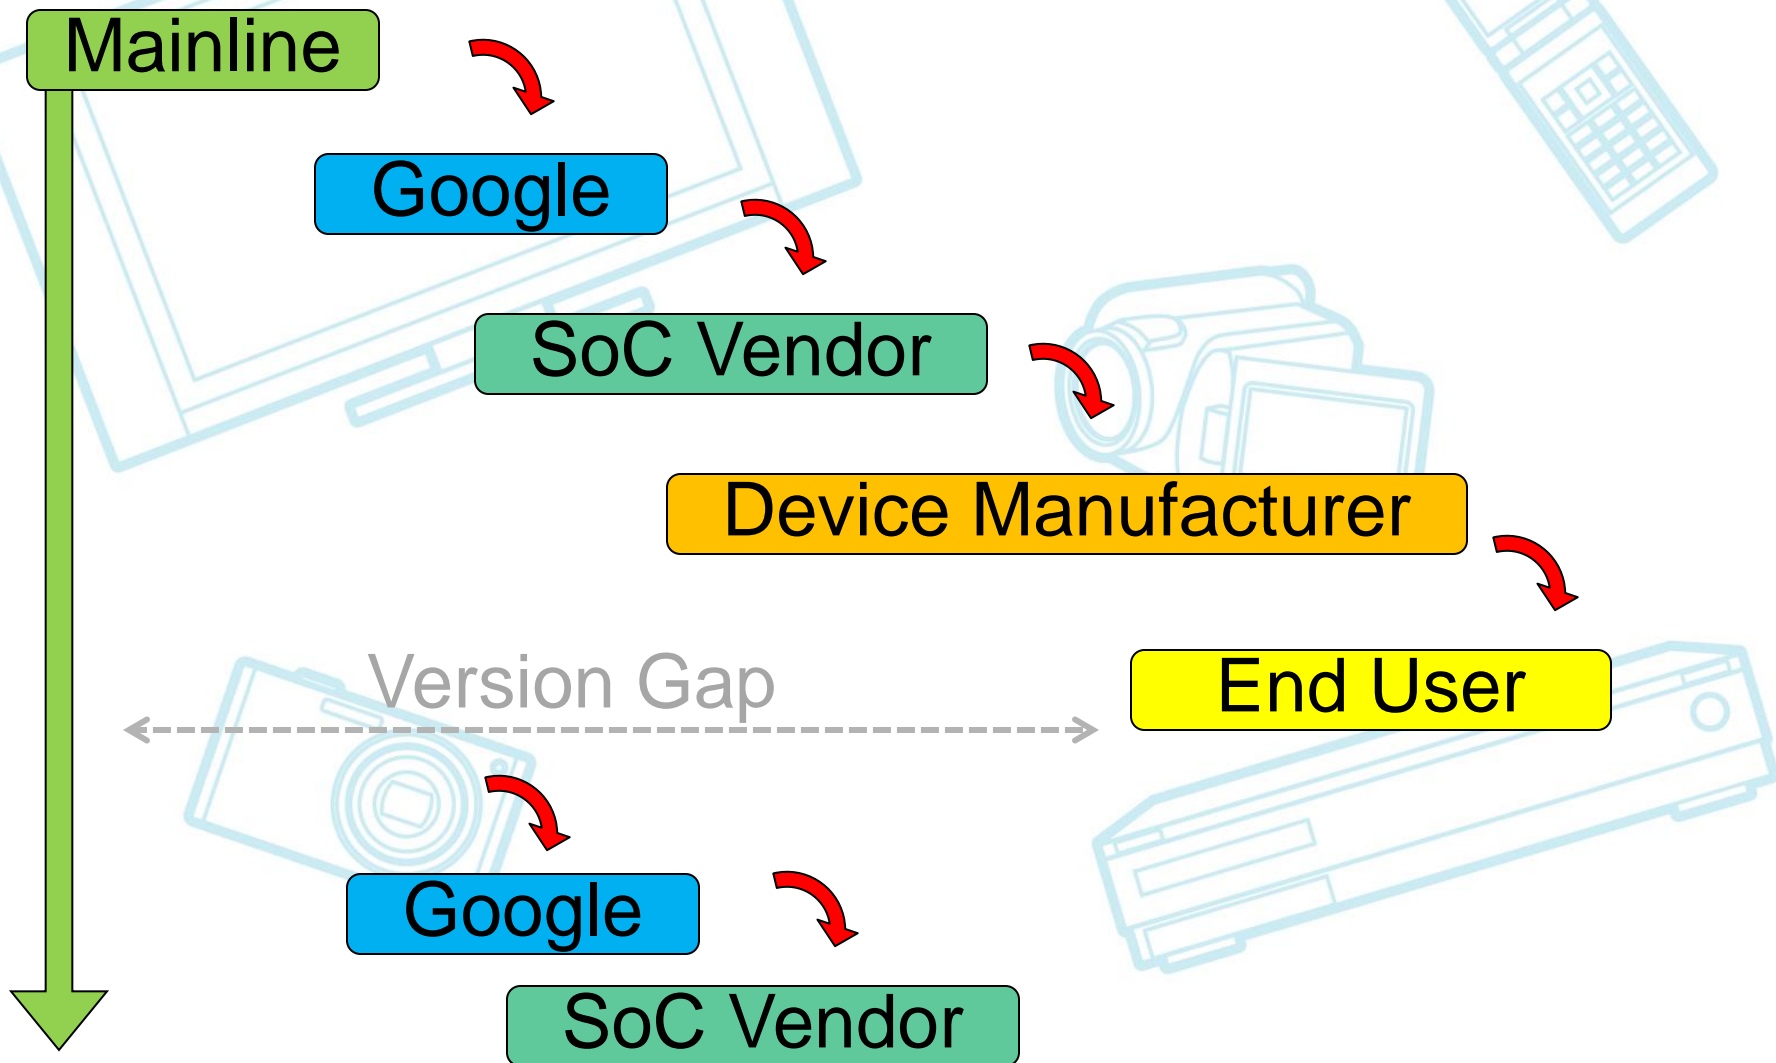 Mainline
Google
SoC Vendor
Device Manufacturer
Version Gap
End User
Google
SoC Vendor